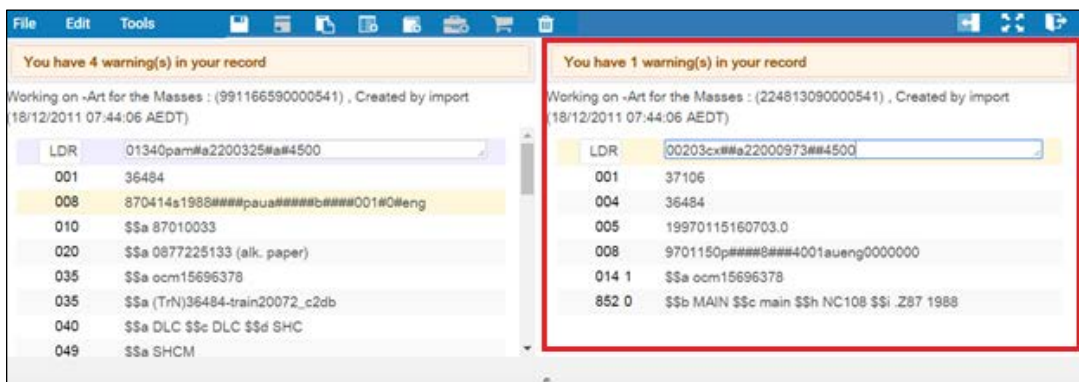 File Edit Tools
You have 4 warning(s) in your record
Working on -Art for the Masses : (991166590000541) , Created by import
(18/12/2011 07:44:06 AEDT)
LDR 01340pam#a2200325#a#4500
001 36484
008 870414s1988####paua#####b####001#0#eng
010 $$a 87010033
020 $$a 0877225133 (alk. paper)
035 $$a ocm15696378
035 $$a (TrN)36484-train20072_c2db
040 $$a DLC $$c DLC $$d SHC
049 $$a SHCM
You have 1 warning(s) in your record
Working on -Art for the Masses : (224813090000541) , Created by import
(18/12/2011 07:44:06 AEDT)
LDR 00203cx##a22000973##4500
001 37106
004 36484
005 19970115160703.0
008 9701150p####8###4001aueng0000000
014 1 $$a ocm15696378
852 0 $$b MAIN $$c main $$h NC108 $$i .Z87 1988